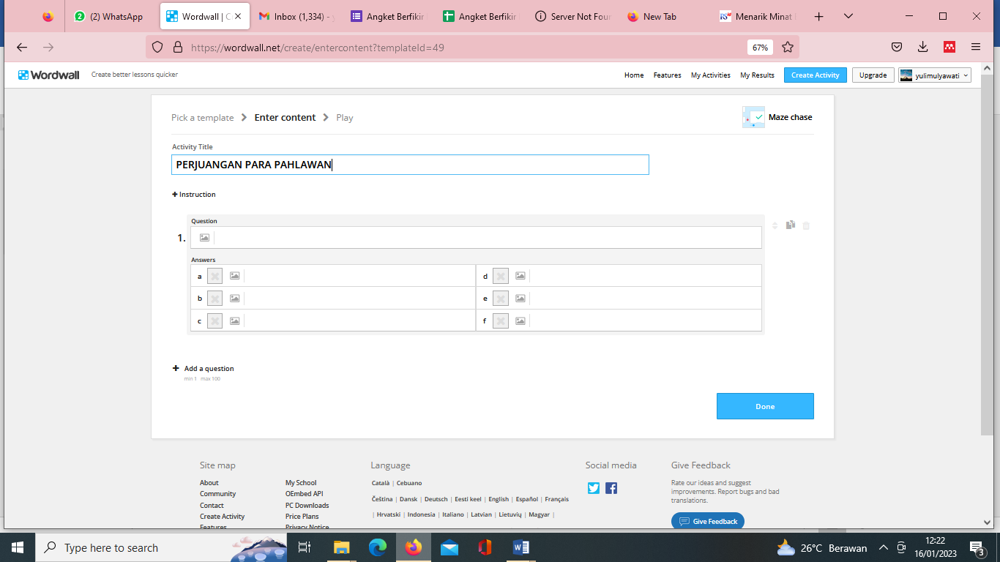 (2) WhatsApp
Wordwall | C
Inbox (1,334) - y
Angket Berfikir
Angket Berfikir
Server Not Foun
New Tab
Menarik Minat
https://wordwall.net/create/entercontent?templateId=49
67%
Wordwall
Create better lessons quicker
Home
Features
My Activities
My Results
Create Activity
Upgrade
yulimulyawati
Pick a template
Enter content
Play
Maze chase
Activity Title
PERJUANGAN PARA PAHLAWAN
+ Instruction
Question
1.
Answers
a
d
b
e
c
f
+ Add a question
min 1 max 100
Done
Site map
Language
Social media
Give Feedback
About
My School
Català | Cebuano
Rate our ideas and suggest
Community
OEmbed API
improvements. Report bugs and bad
Contact
PC Downloads
Čeština | Dansk | Deutsch | Eesti keel | English | Español | Français
translations.
Create Activity
Price Plans
| Hrvatski | Indonesia | Italiano | Latvian | Lietuvių | Magyar |
Give Feedback
Features
Privacy Notice
Type here to search
26°C Berawan
12:22
16/01/2023
3